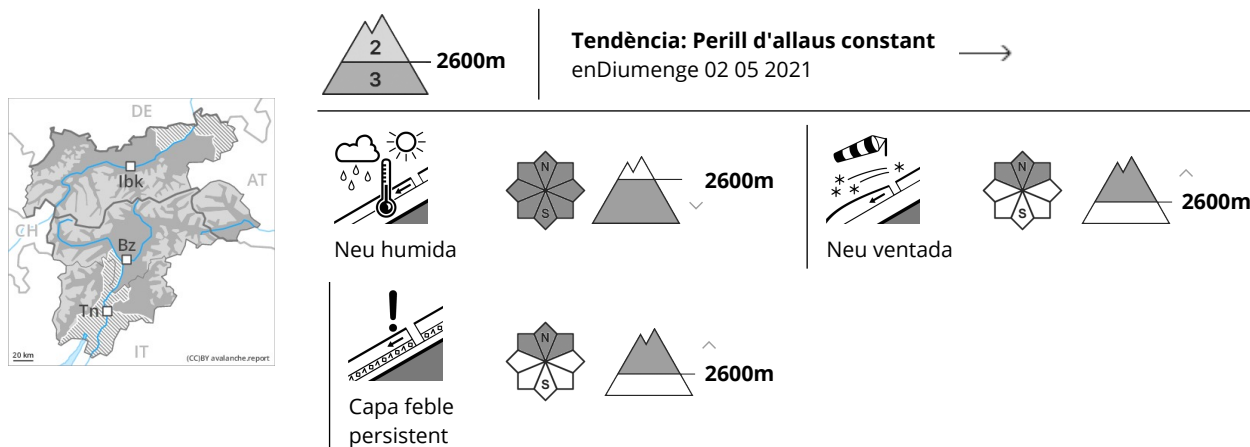 2
3
2600m
Tendència: Perill d'allaus constant
enDiumenge 02 05 2021
DE
AT
CH
IT
Ibk
Bz
Tn
20 km
(CC)BY avalanche.report
N
S
2600m
Neu humida
N
S
2600m
Neu ventada
N
S
2600m
Capa feble
persistent